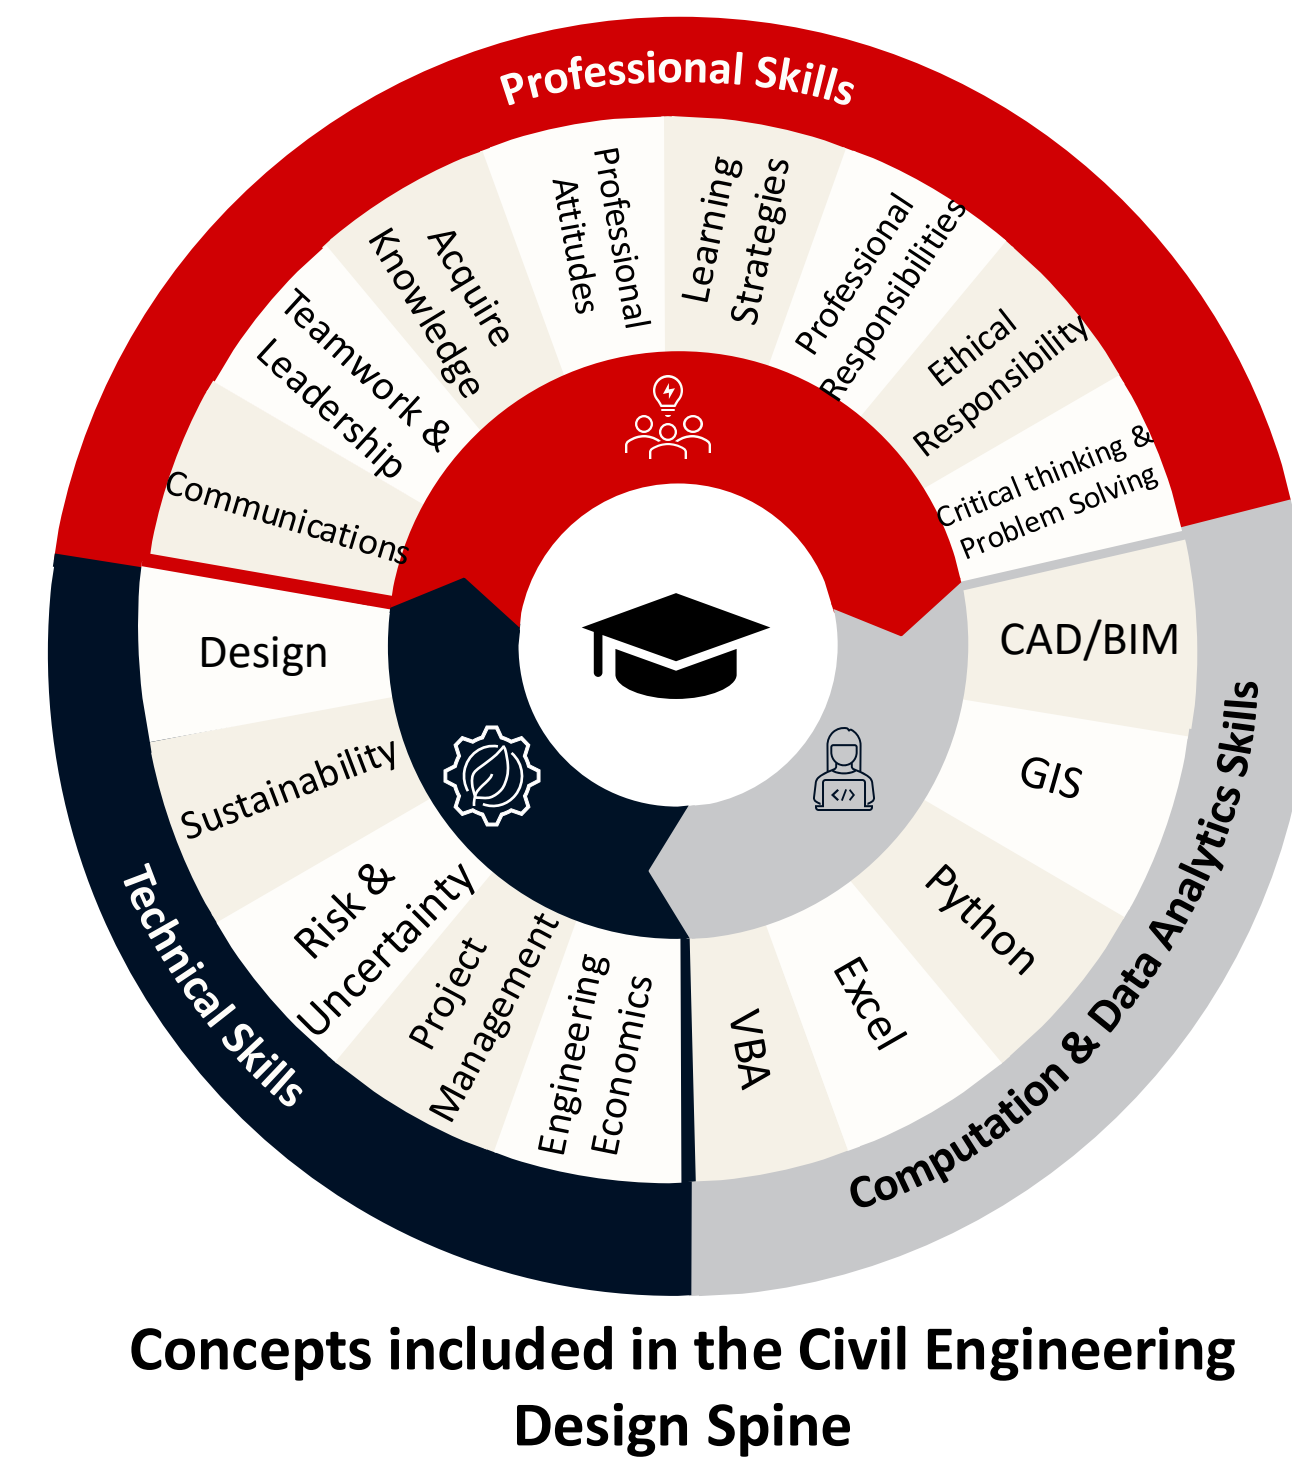 Professional Skills
Communications
Teamwork &
Leadership
Acquire
Knowledge
Professional
Attitudes
Learning
Strategies
Professional
Responsibilities
Ethical
Responsibility
Critical thinking &
Problem Solving
CAD/BIM
GIS
Python
Excel
VBA
Computation & Data Analytics Skills
</>
Engineering
Economics
Project
Management
Risk &
Uncertainty
Sustainability
Design
Technical Skills
Concepts included in the Civil Engineering
Design Spine